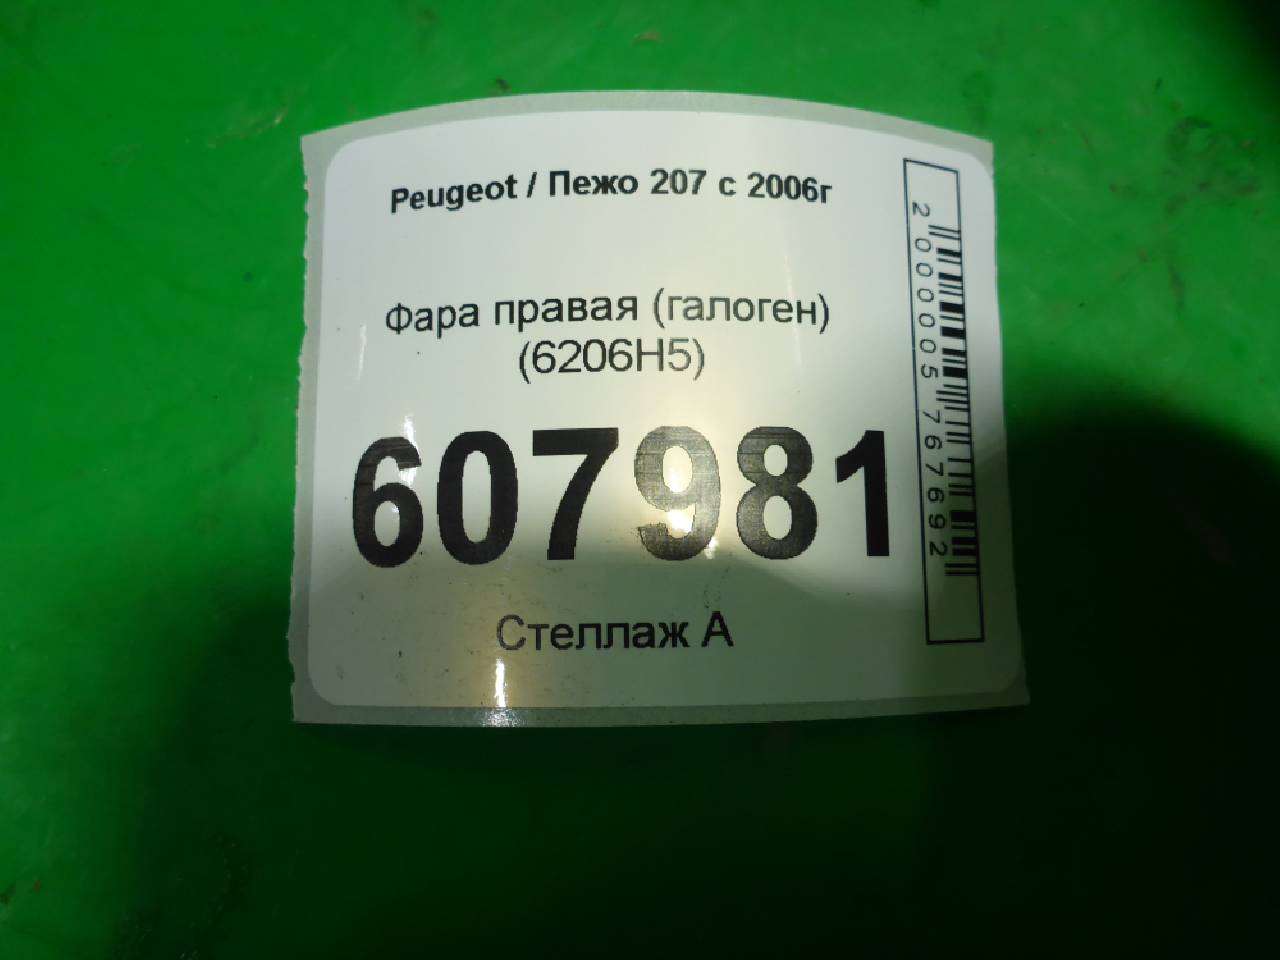 Peugeot / Пежо 207 с 2006г
Фара правая (галоген)
(6206H5)
607981
Стеллаж А
2000005767692